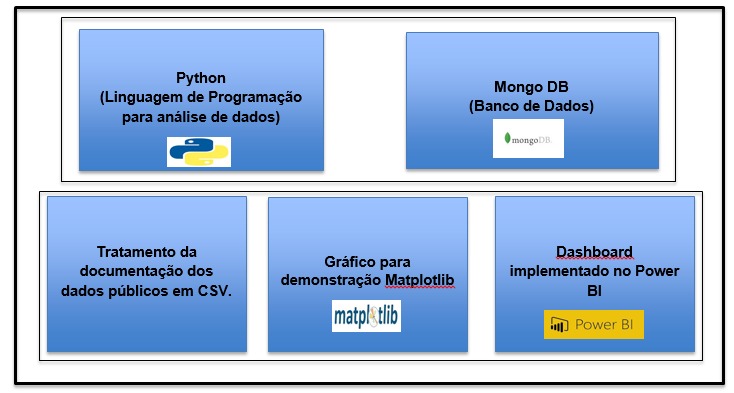 Python
(Linguagem de Programação
para análise de dados)
Mongo DB
(Banco de Dados)
mongoDB.
Tratamento da
documentação dos
dados públicos em CSV.
Gráfico para
demonstração Matplotlib
matplotlib
Dashboard
implementado no Power
BI
Power BI